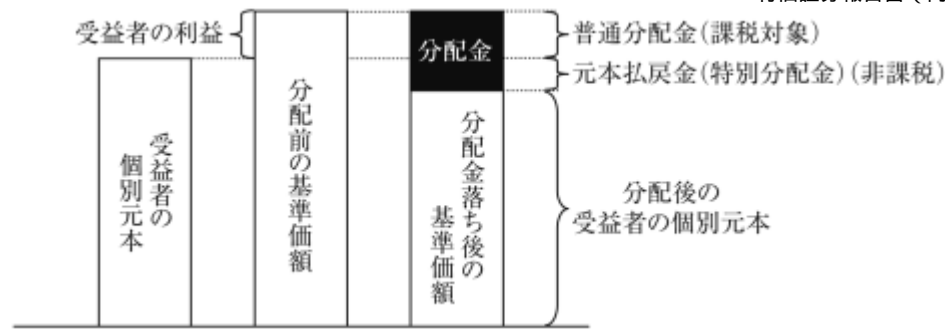 受益者の利益
分配金
普通分配金(課税対象)
元本払戻金(特別分配金)(非課税)
受益者の
個別元本
分配前の基準価額
分配金落ち後の
基準価額
分配後の
受益者の個別元本